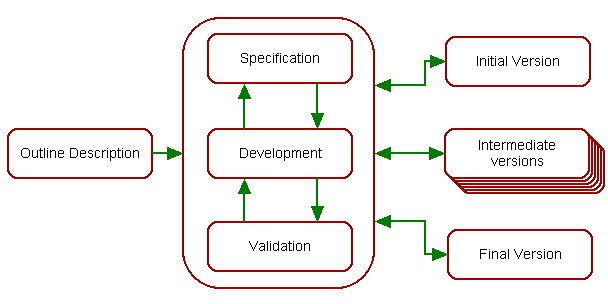 Specification
Initial Version
Outline Description
Development
Intermediate
versions
Validation
Final Version